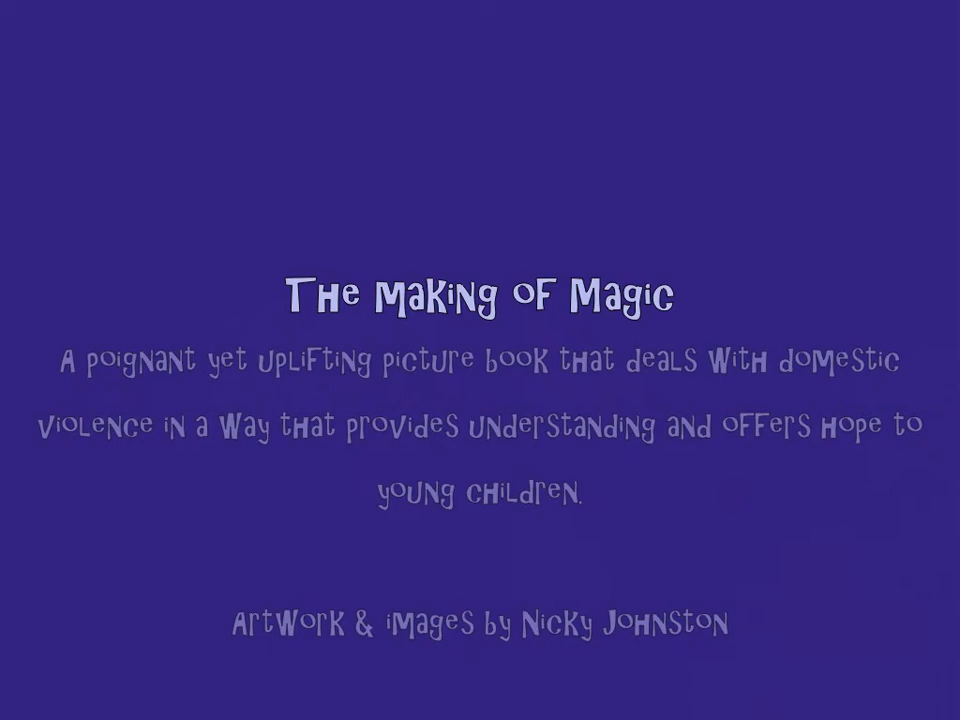 The Making of Magic
A poignant yet uplifting picture book that deals with domestic
violence in a way that provides understanding and offers hope to
young children.
Artwork & images by Nicky Johnston